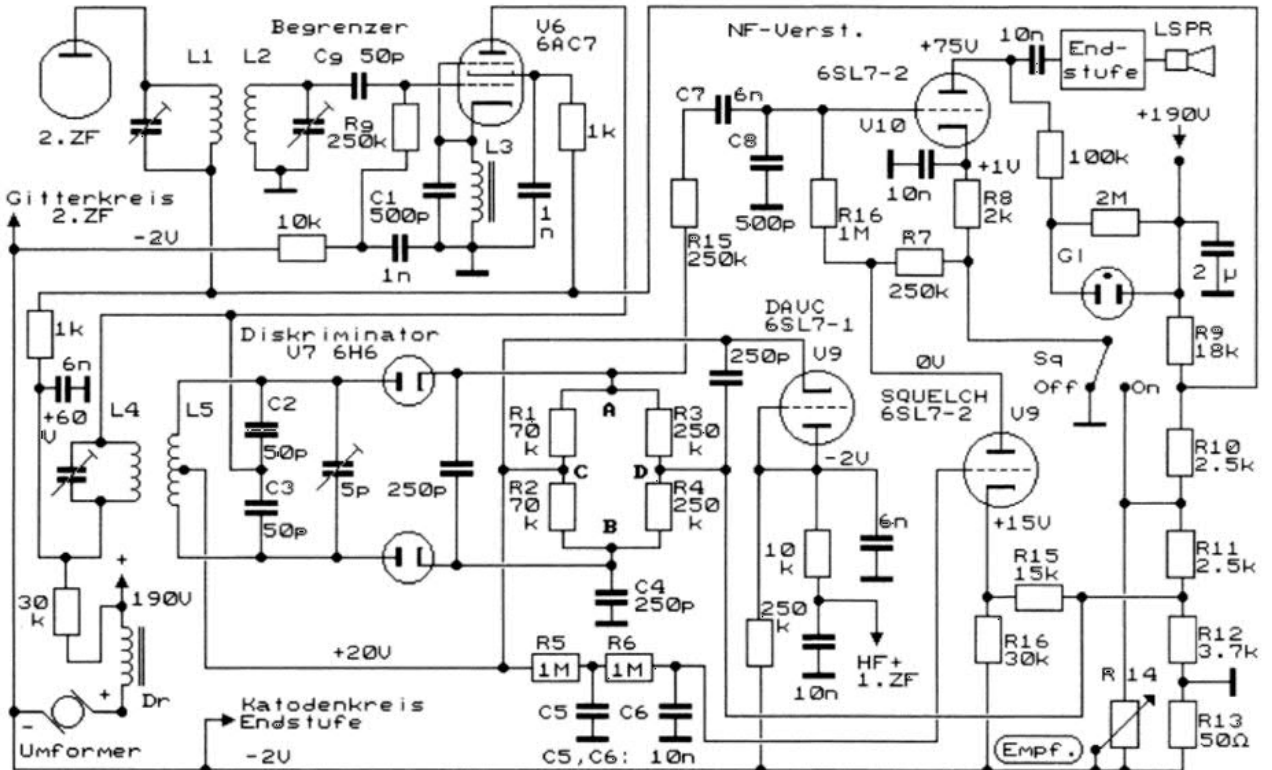 Begrenzer
L1
L2
Cg
50p
V6
6AC7
2.ZF
Rg
250k
1k
L3
C1
500p
1n
Gitterkreis
2.ZF
-2V
10k
1n
NF-Verst.
+75V
10n
End-
stufe
LSPR
6SL7-2
C7
6n
V10
C8
500p
10n
+1V
100k
+190V
R8
2k
2M
R15
250k
R16
1M
R7
250k
Gl
2µ
1k
Diskriminator
V7 6H6
6n
+60
V
L4
L5
C2
50p
C3
50p
5p
250p
R1
70
k
R2
70
k
A
C
D
B
R3
250
k
R4
250
k
C4
250p
250p
DAVC
6SL7-1
V9
-2V
0V
SQUELCH
6SL7-2
V9
Sq
Off
On
R9
18k
R10
2.5k
+15V
R15
15k
R11
2.5k
R16
30k
R12
3.7k
R14
R13
50Ω
Empf.
10
k
6n
250
k
10n
HF+
1.ZF
30
k
+
190V
Dr
+
-
Umformer
+20V
R5
1M
R6
1M
C5
C6
C5,C6: 10n
Katodenkreis
Endstufe
-2V